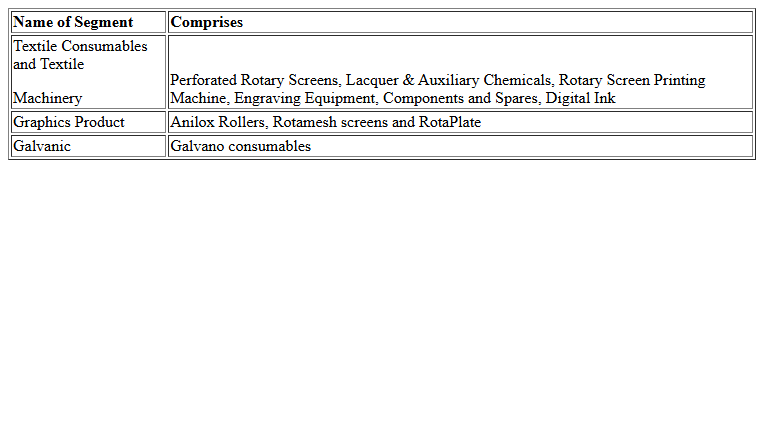 Name of Segment Comprises
Textile Consumables
and Textile
Machinery
Perforated Rotary Screens, Lacquer & Auxiliary Chemicals, Rotary Screen Printing
Machine, Engraving Equipment, Components and Spares, Digital Ink
Graphics Product Anilox Rollers, Rotamesh screens and RotaPlate
Galvanic Galvano consumables